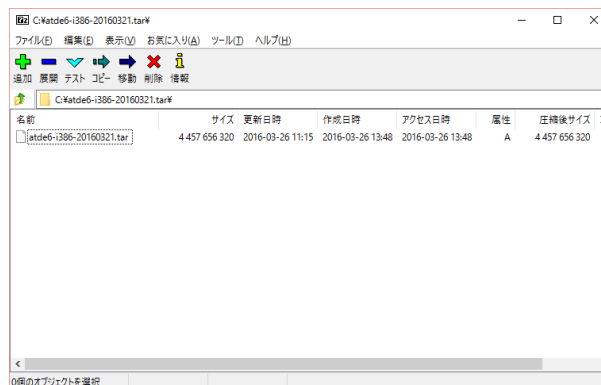 7z C:¥atde6-i386-20160321.tar¥
ファイル(F) 編集(E) 表示(V) お気に入り(A) ツール(T) ヘルプ(H)
追加 展開 テスト コピー 移動 削除 情報
C:¥atde6-i386-20160321.tar¥
名前 サイズ 更新日時 作成日時 アクセス日時 属性 圧縮後サイズ
atde6-i386-20160321.tar 4 457 656 320 2016-03-26 11:15 2016-03-26 13:48 2016-03-26 13:48 A 4 457 656 320
0個のオブジェクトを選択